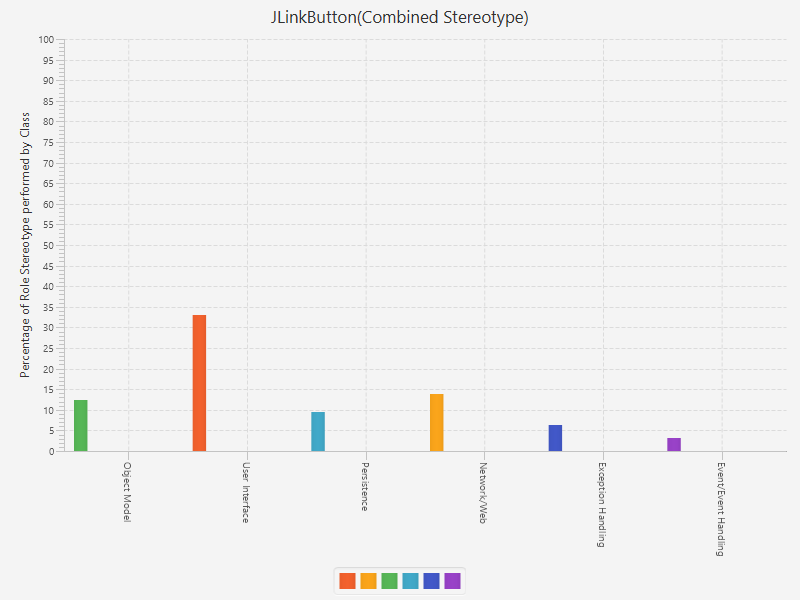 JLinkButton(Combined Stereotype)
Percentage of Role Stereotype performed by Class
100
95
90
85
80
75
70
65
60
55
50
45
40
35
30
25
20
15
10
5
0
Object Model
User Interface
Persistence
Network/Web
Exception Handling
Event/Event Handling